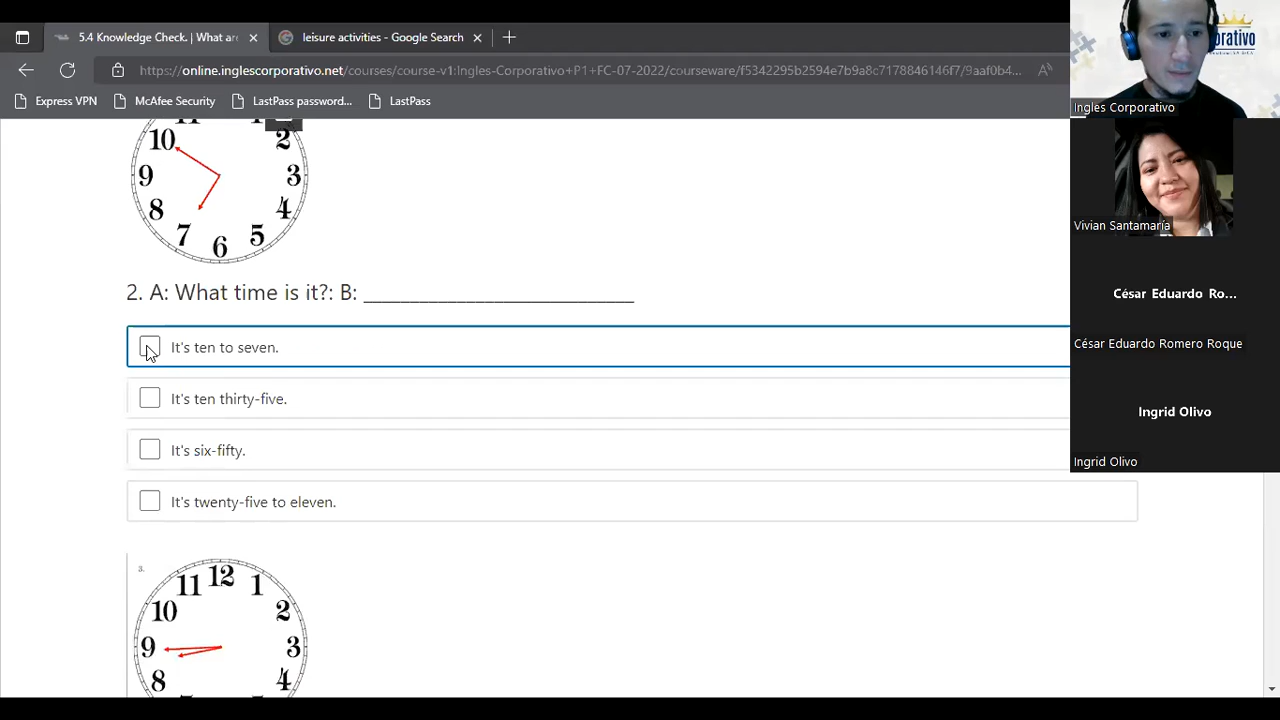 5.4 Knowledge Check. | What are
leisure activities - Google Search
https://online.inglescorporativo.net/courses/course-v1:Ingles-Corporativo+P1+FC-07-2022/courseware/f5342295b2594e7b9a8c7178846146f7/9aaf0b4...
Express VPN
McAfee Security
LastPass password...
LastPass
Ingles Corporativo
Vivian Santamaría
César Eduardo Ro...
César Eduardo Romero Roque
Ingrid Olivo
Ingrid Olivo
10 2
9 3
8 4
7 6 5
2. A: What time is it?: B: ___________________________
It's ten to seven.
It's ten thirty-five.
It's six-fifty.
It's twenty-five to eleven.
3.
11 12 1
10 2
9 3
8 4